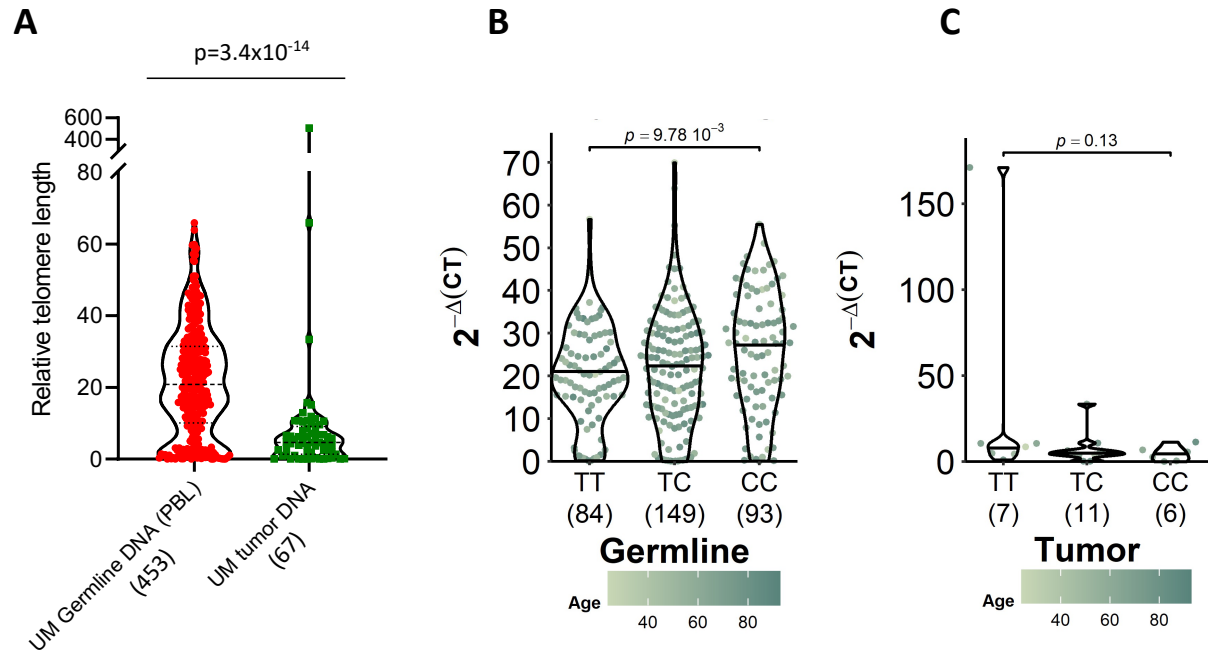 A
p=3.4x10-14
600
400
80
60
40
20
0
Relative telomere length
UM Germline DNA (PBL)
(453)
UM tumor DNA
(67)
B
p = 9.78 10−3
70
60
50
40
30
20
10
0
2−Δ(CT)
TT TC CC
(84) (149) (93)
Germline
Age
40 60 80
C
p = 0.13
150
100
50
0
2−Δ(CT)
TT TC CC
(7) (11) (6)
Tumor
Age
40 60 80